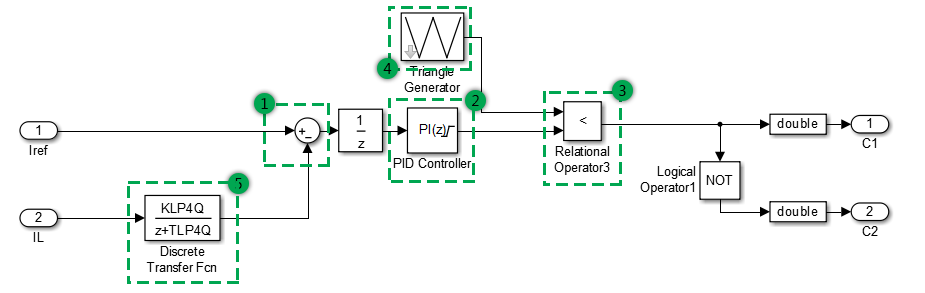 4
Triangle
Generator
1
2
3
1
Iref
+
−
1
z
PI(z)
PID Controller
<
Relational
Operator3
double
1
C1
Logical
Operator1
NOT
5
2
IL
KLP4Q
z+TLP4Q
Discrete
Transfer Fcn
double
2
C2